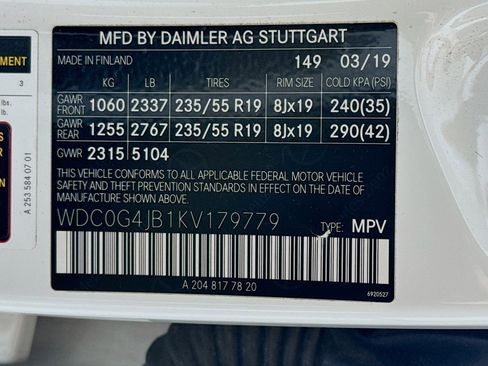 MFD BY DAIMLER AG STUTTGART
MADE IN FINLAND 149 03/19
KG LB TIRES RIM SIZE COLD KPA (PSI)
GAWR FRONT 1060 2337 235/55 R19 8Jx19 240(35)
GAWR REAR 1255 2767 235/55 R19 8Jx19 290(42)
GVWR 2315 5104
THIS VEHICLE CONFORMS TO ALL APPLICABLE FEDERAL MOTOR VEHICLE
SAFETY AND THEFT PREVENTION STANDARDS IN EFFECT ON THE DATE OF
MANUFACTURE SHOWN ABOVE.
WDC0G4JB1KV179779
TYPE: MPV
A 204 817 78 20
6920527
MENT
3
lbs.
lbs.
A 253 584 07 01